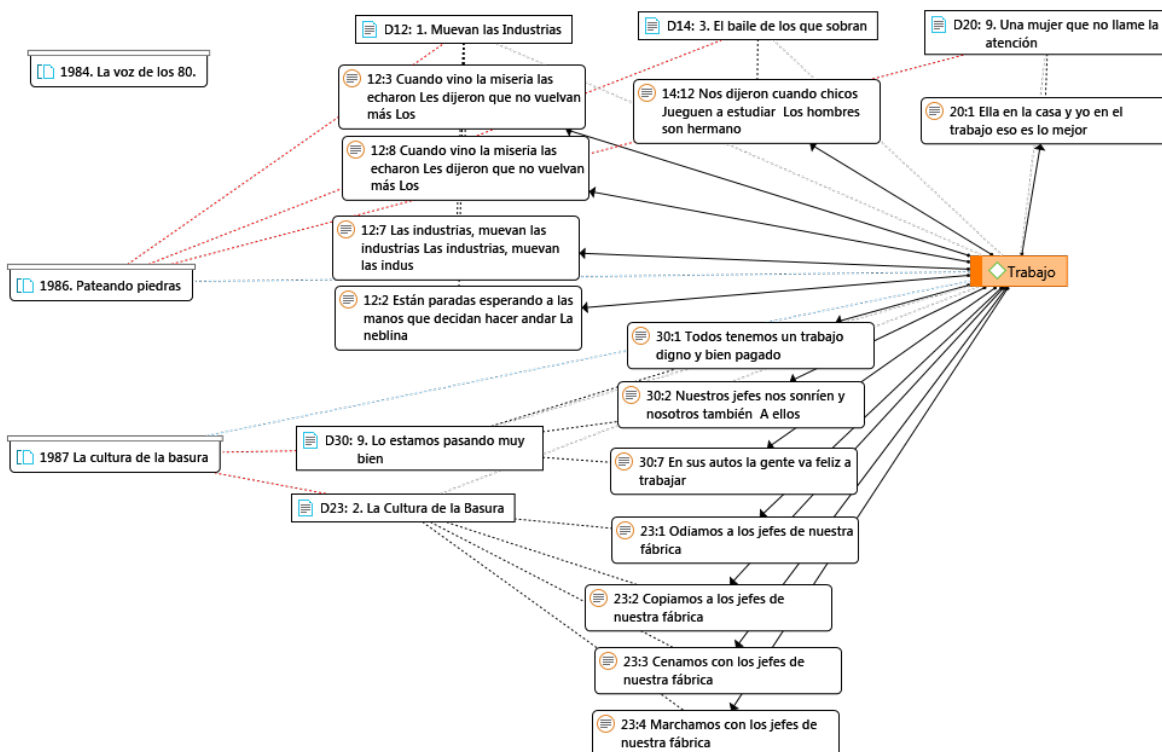 D12: 1. Muevan las Industrias
D14: 3. El baile de los que sobran
D20: 9. Una mujer que no llame la
atención
1984. La voz de los 80.
12:3 Cuando vino la miseria las
echaron Les dijeron que no vuelvan
más Los
14:12 Nos dijeron cuando chicos
Jueguen a estudiar  Los hombres
son hermano
20:1 Ella en la casa y yo en el
trabajo eso es lo mejor
12:8 Cuando vino la miseria las
echaron Les dijeron que no vuelvan
más Los
12:7 Las industrias, muevan las
industrias Las industrias, muevan
las indus
Trabajo
1986. Pateando piedras
12:2 Están paradas esperando a las
manos que decidan hacer andar La
neblina
30:1 Todos tenemos un trabajo
digno y bien pagado
30:2 Nuestros jefes nos sonríen y
nosotros también  A ellos
1987 La cultura de la basura
D30: 9. Lo estamos pasando muy
bien
30:7 En sus autos la gente va feliz a
trabajar
D23: 2. La Cultura de la Basura
23:1 Odiamos a los jefes de nuestra
fábrica
23:2 Copiamos a los jefes de
nuestra fábrica
23:3 Cenamos con los jefes de
nuestra fábrica
23:4 Marchamos con los jefes de
nuestra fábrica